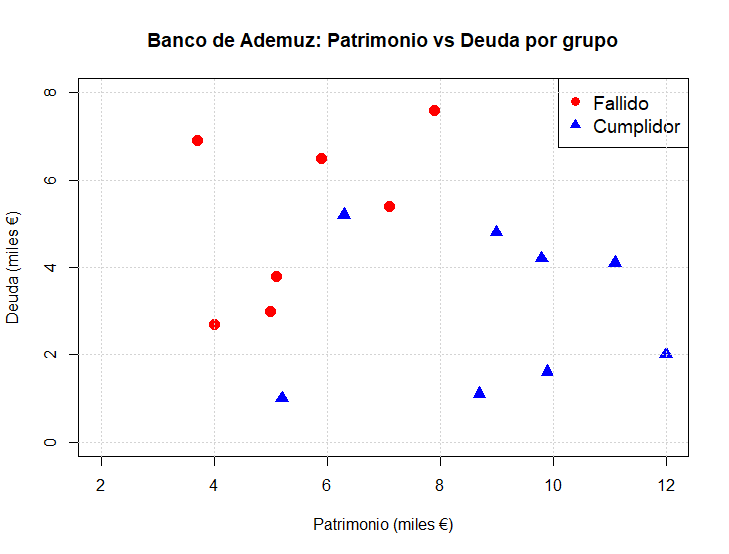 Banco de Ademuz: Patrimonio vs Deuda por grupo
Fallido
Cumplidor
Deuda (miles €)
8
6
4
2
0
2 4 6 8 10 12
Patrimonio (miles €)